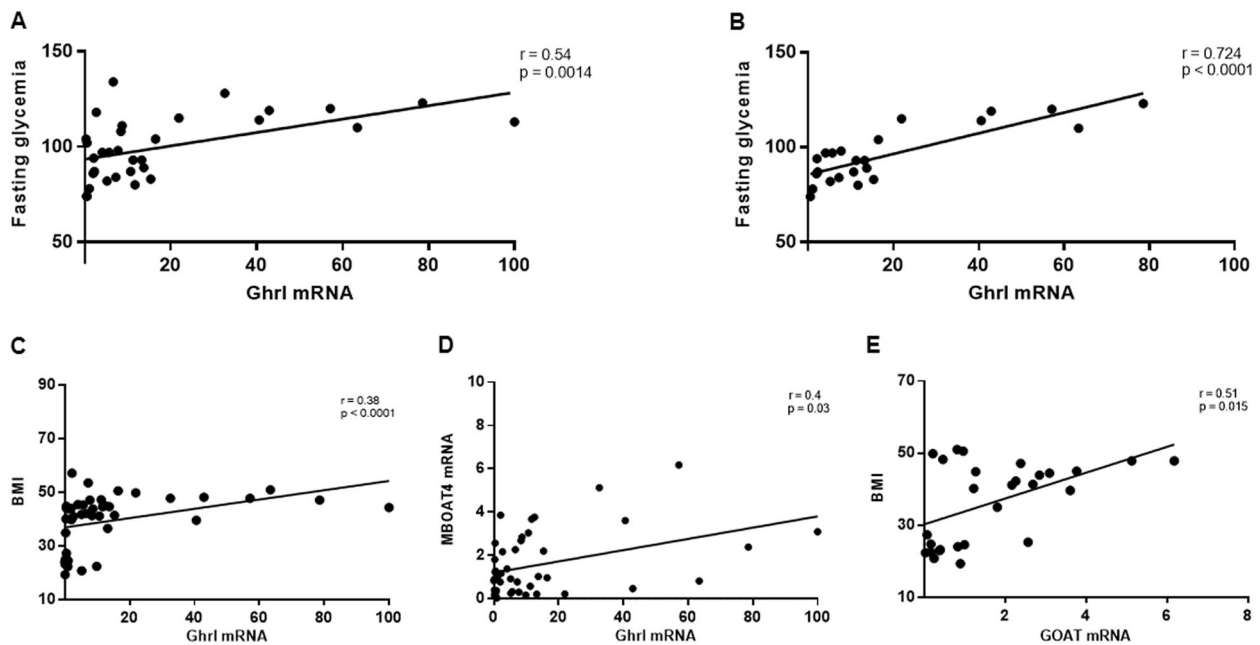 A
Fasting glycemia
150
100
50
20
40
60
80
100
Ghrl mRNA
r = 0.54
p = 0.0014
B
Fasting glycemia
150
100
50
20
40
60
80
100
Ghrl mRNA
r = 0.724
p < 0.0001
C
BMI
90
70
50
30
10
0
20
40
60
80
100
Ghrl mRNA
r = 0.38
p < 0.0001
D
MBOAT4 mRNA
10
8
6
4
2
0
0
20
40
60
80
100
Ghrl mRNA
r = 0.4
p = 0.03
E
BMI
70
50
30
10
2
4
6
8
GOAT mRNA
r = 0.51
p = 0.015